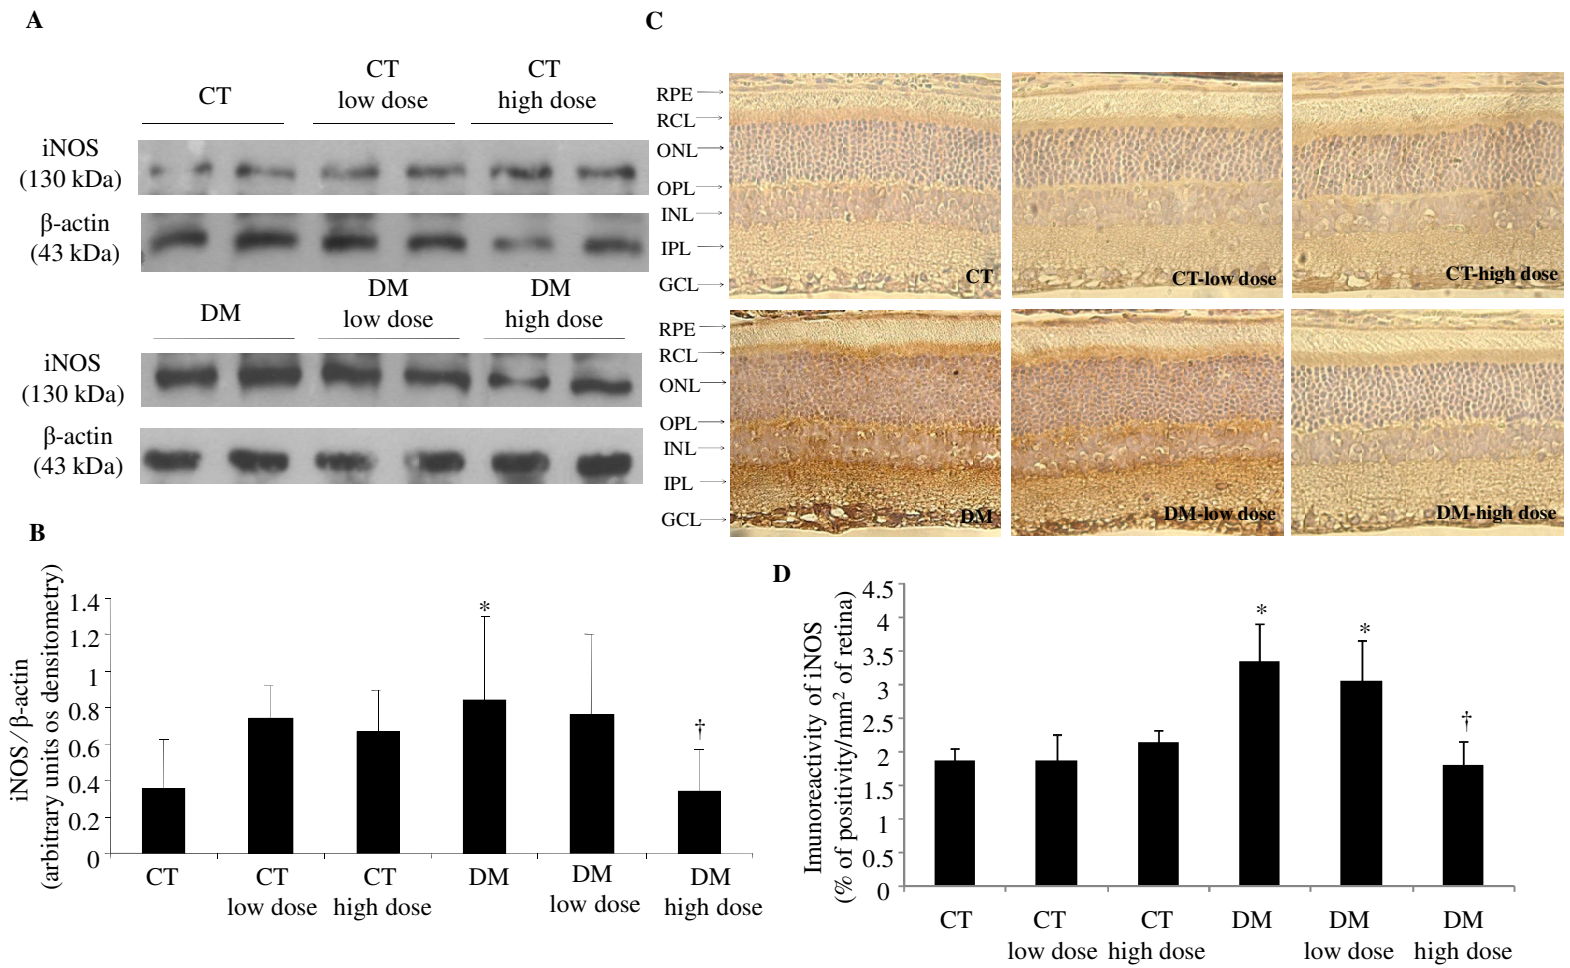 A
CT
CT
low dose
CT
high dose
iNOS
(130 kDa)
β-actin
(43 kDa)
DM
DM
low dose
DM
high dose
iNOS
(130 kDa)
β-actin
(43 kDa)
B
iNOS / β-actin
(arbitrary units os densitometry)
1.4
1.2
1
0.8
0.6
0.4
0.2
0
*
†
CT
CT
low dose
CT
high dose
DM
DM
low dose
DM
high dose
C
RPE
RCL
ONL
OPL
INL
IPL
GCL
CT
CT-low dose
CT-high dose
RPE
RCL
ONL
OPL
INL
IPL
GCL
DM
DM-low dose
DM-high dose
D
Imunoreactivity of iNOS
(% of positivity/mm² of retina)
4.5
4
3.5
3
2.5
2
1.5
1
0.5
0
*
*
†
CT
CT
low dose
CT
high dose
DM
DM
low dose
DM
high dose